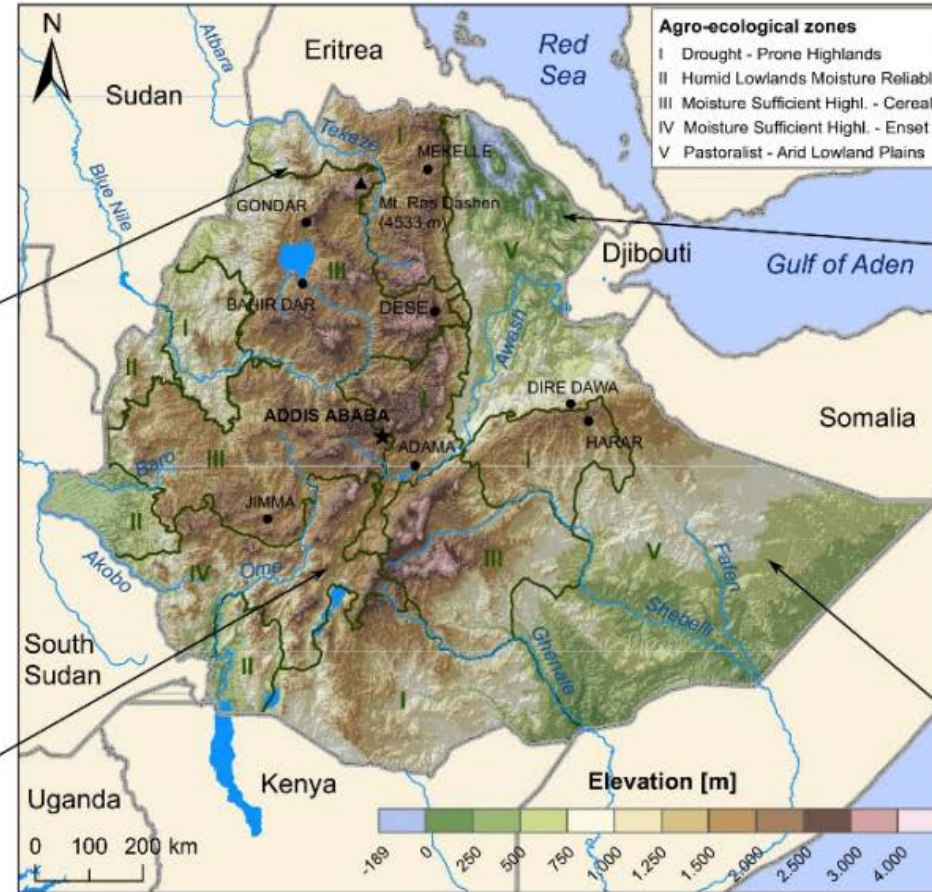 N
Eritrea
Red
Sea
Sudan
Atbara
Agro-ecological zones
I Drought - Prone Highlands
II Humid Lowlands Moisture Reliabl
III Moisture Sufficient Highl. - Cereal
IV Moisture Sufficient Highl. - Enset
V Pastoralist - Arid Lowland Plains
Blue Nile
Tekeze
I
MEKELLE
GONDAR
Mt. Ras Dashen
(4533 m)
V
Djibouti
Gulf of Aden
III
BAHIR DAR
DESE
I
II
Awash
I
DIRE DAWA
ADDIS ABABA
HARAR
Somalia
ADAMA
Baro
III
I
JIMMA
II
V
Akobo
IV
Ome
III
Fafen
Shebelli
South
Sudan
II
Ghenale
I
Kenya
Uganda
Elevation [m]
0 100 200 km
-189 0 250 500 750 1.000 1.250 1.500 2.000 2.500 3.000 4.000